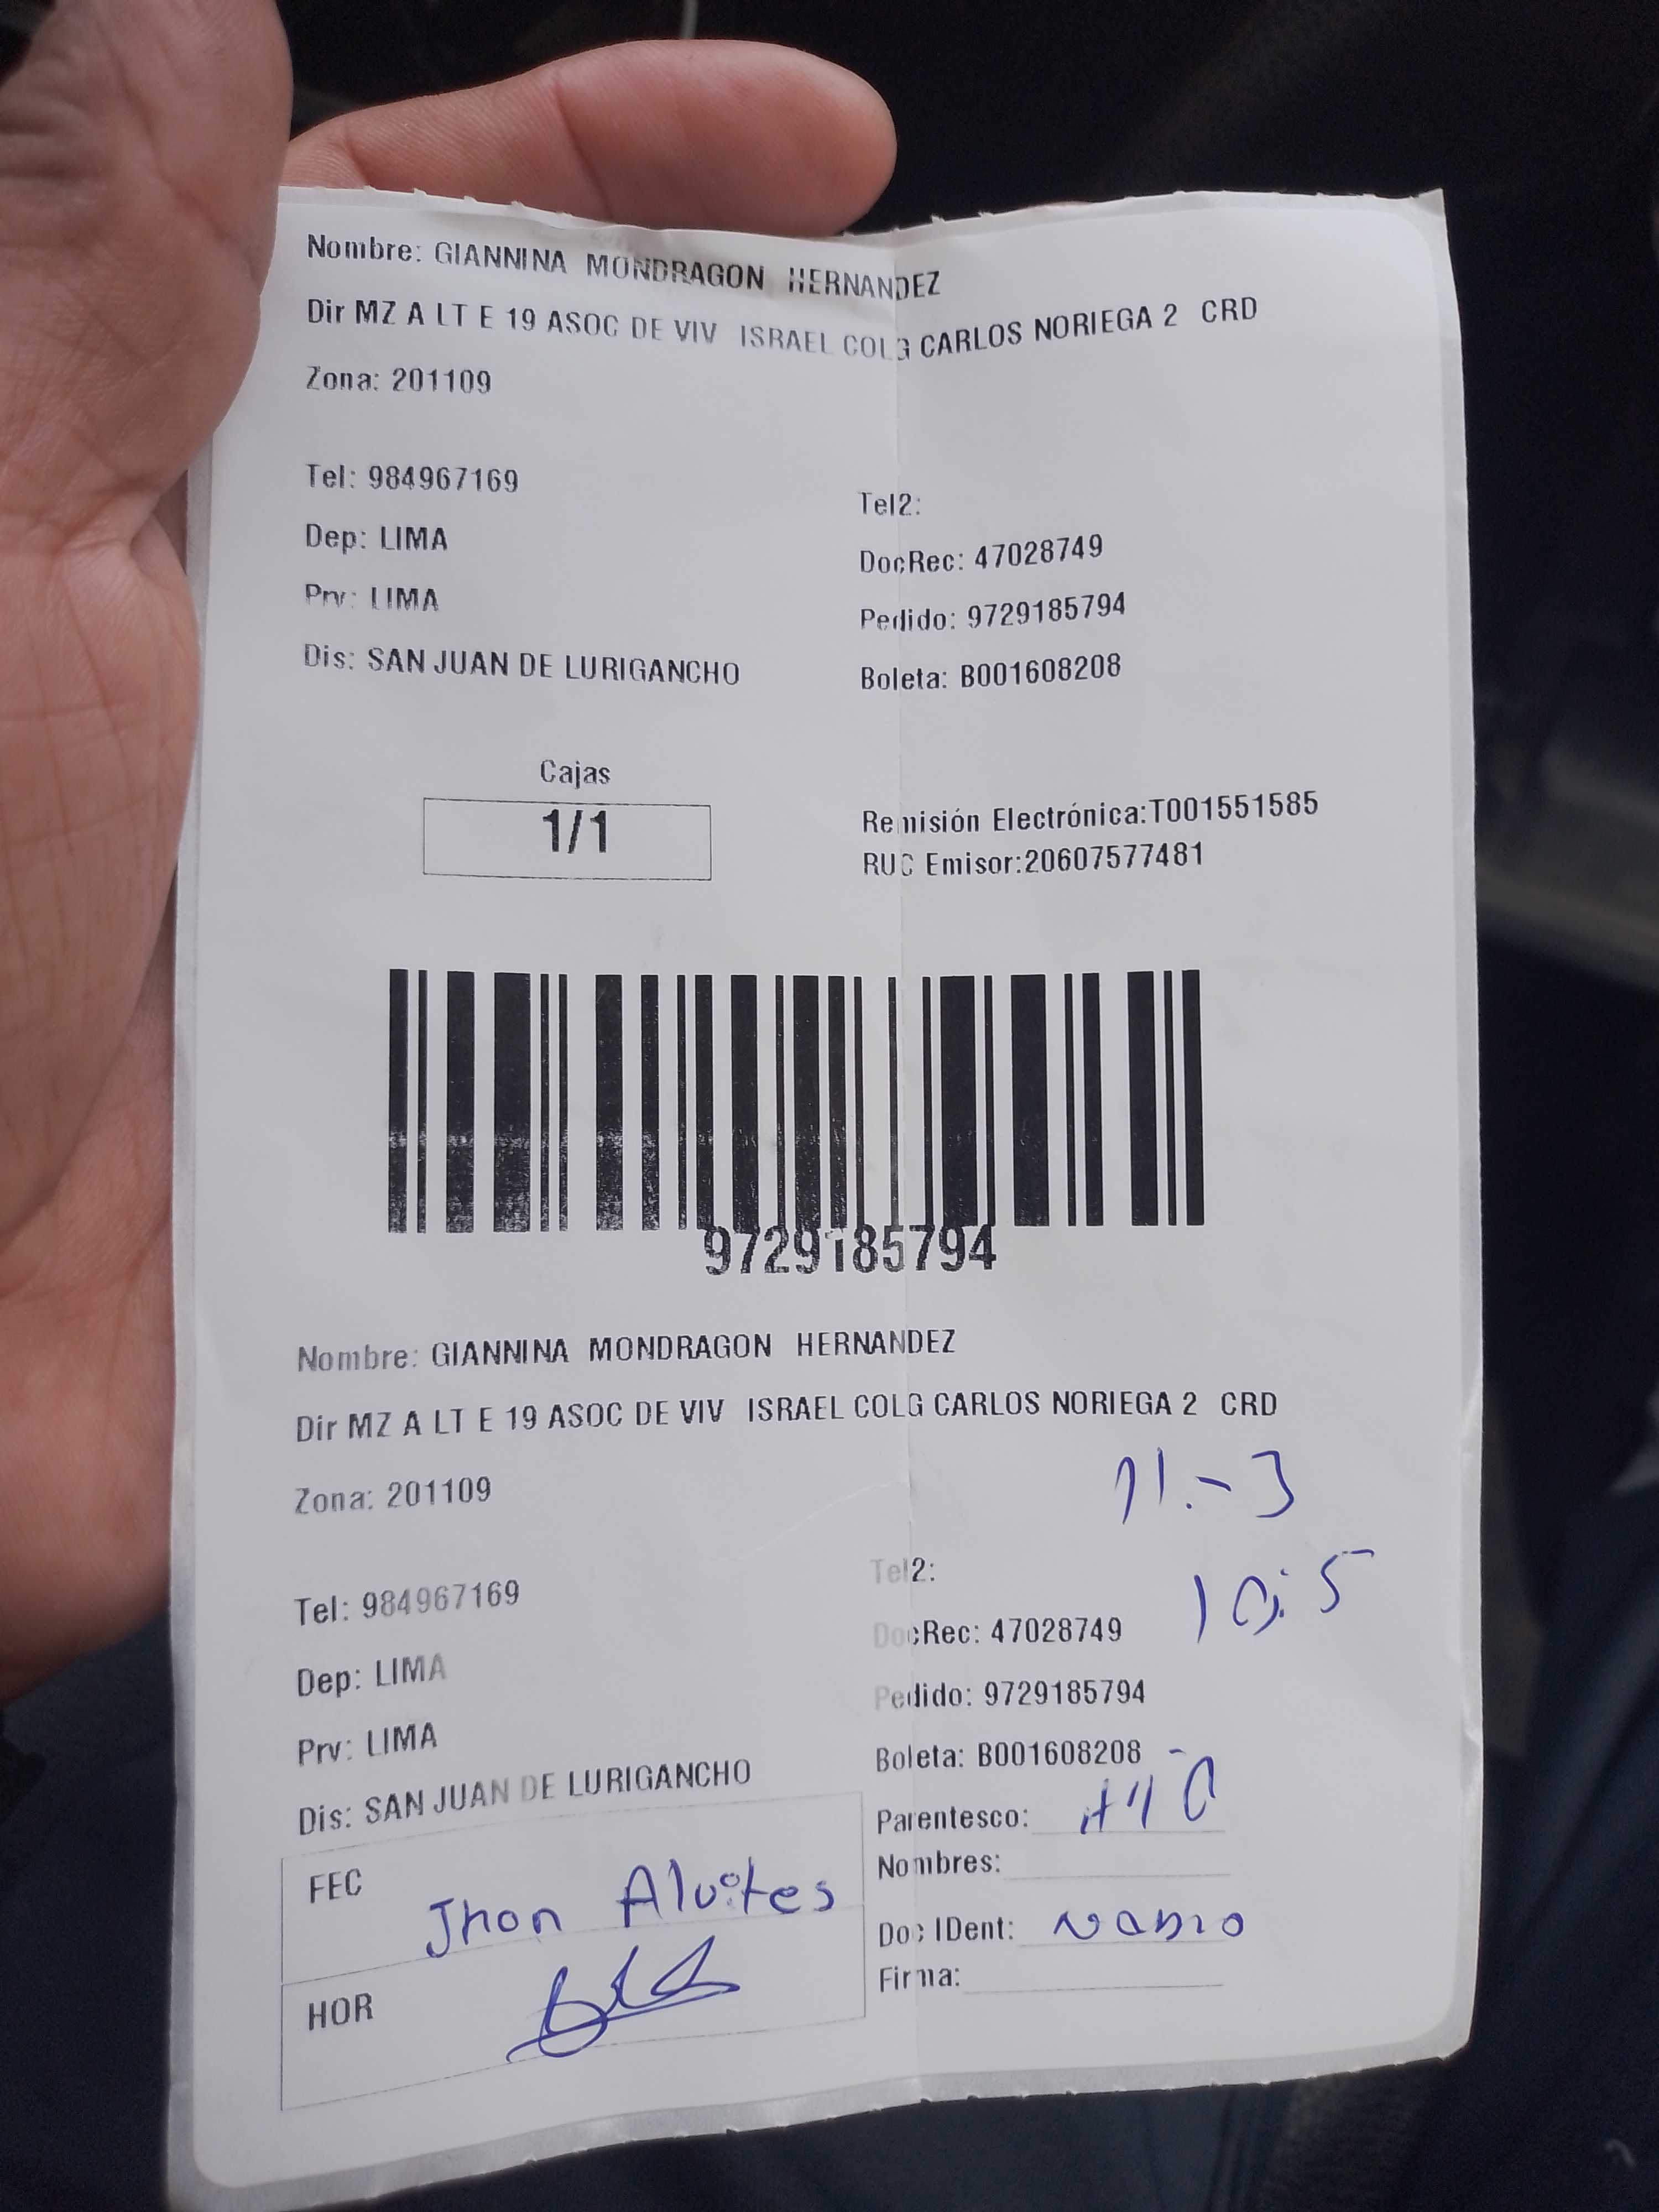 Nombre: GIANNINA MONDRAGON HERNANDEZ
Dir MZ A LT E 19 ASOC DE VIV ISRAEL COLG CARLOS NORIEGA 2 CRD
Zona: 201109
Tel: 984967169
Tel2:
Dep: LIMA
DocRec: 47028749
Prv: LIMA
Pedido: 9729185794
Dis: SAN JUAN DE LURIGANCHO
Boleta: B001608208
Cajas
1/1
Remisión Electrónica:T001551585
RUC Emisor:20607577481
9729185794
Nombre: GIANNINA MONDRAGON HERNANDEZ
Dir MZ A LT E 19 ASOC DE VIV ISRAEL COLG CARLOS NORIEGA 2 CRD
Zona: 201109
11.-3
Tel2:
10:5
Tel: 984967169
DocRec: 47028749
Dep: LIMA
Pedido: 9729185794
Prv: LIMA
Boleta: B001608208
Dis: SAN JUAN DE LURIGANCHO
Parentesco:
Nombres:
FEC
Jhon
Doc IDent:
Firma:
HOR